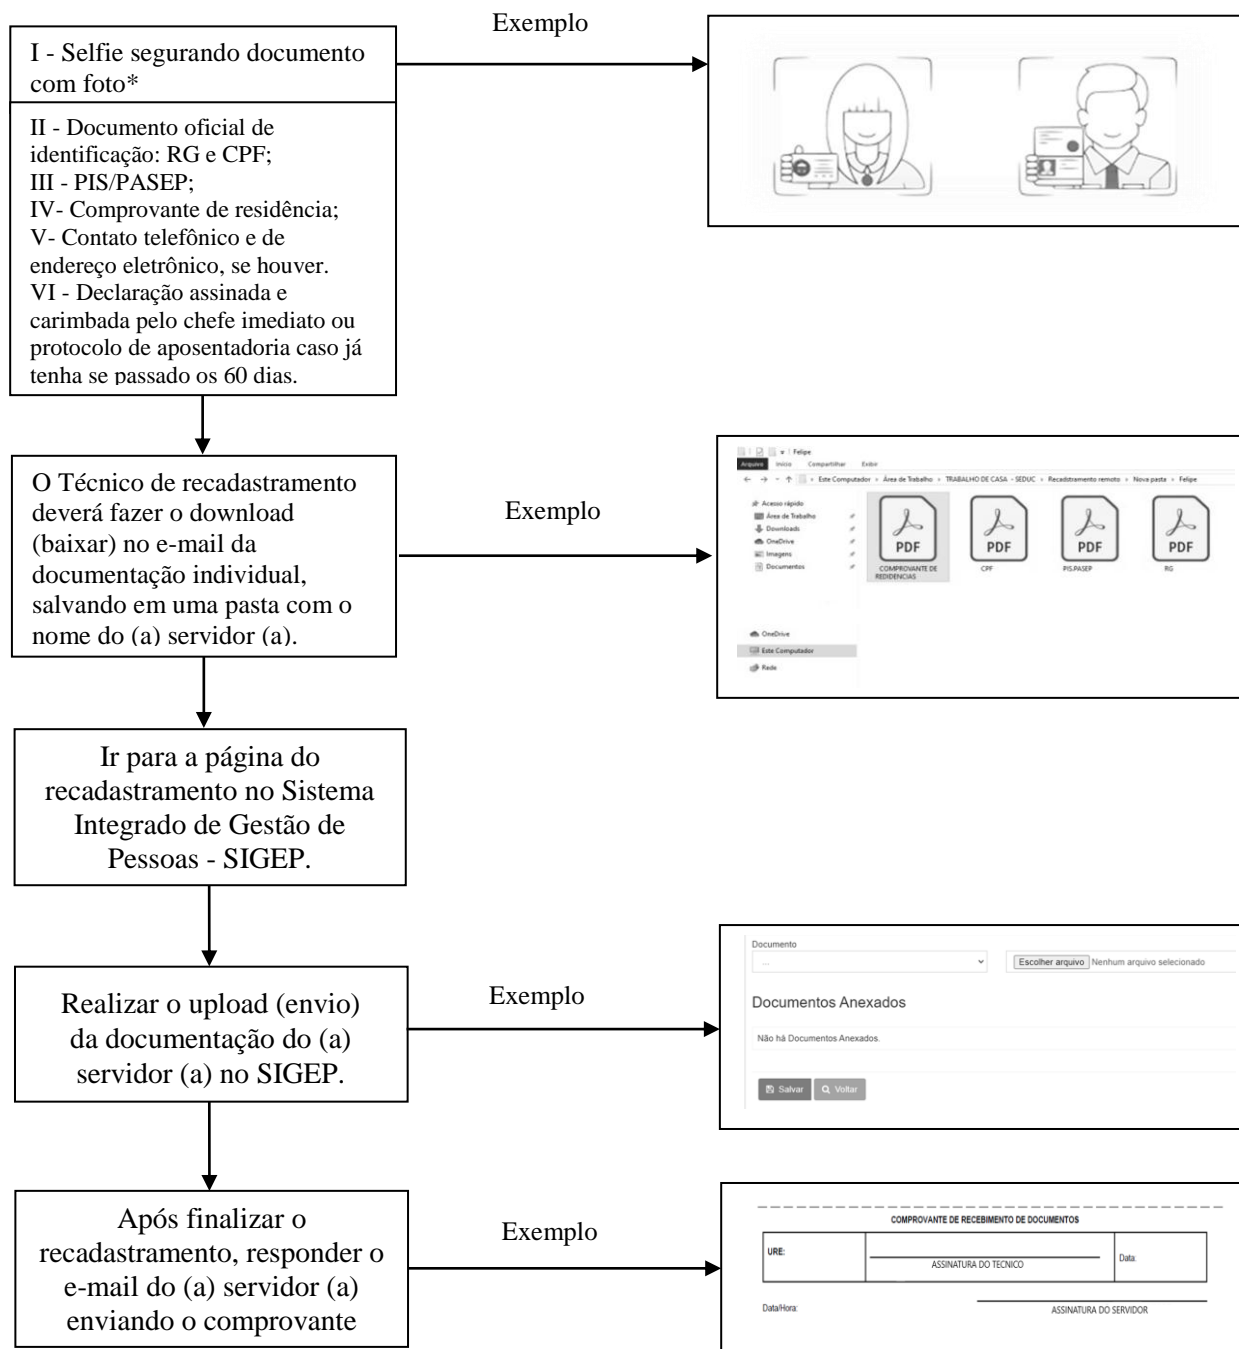 Exemplo
I - Selfie segurando documento
com foto*
II - Documento oficial de
identificação: RG e CPF;
III - PIS/PASEP;
IV- Comprovante de residência;
V- Contato telefônico e de
endereço eletrônico, se houver.
VI - Declaração assinada e
carimbada pelo chefe imediato ou
protocolo de aposentadoria caso já
tenha se passado os 60 dias.
O Técnico de recadastramento
deverá fazer o download
(baixar) no e-mail da
documentação individual,
salvando em uma pasta com o
nome do (a) servidor (a).
Exemplo
Felipe
Arquivo Início Compartilhar Exibir
Este Computador › Área de Trabalho › TRABALHO DE CASA - SEDUC › Recadstramento remoto › Nova pasta › Felipe
Acesso rápido
Área de Trabalho
Downloads
OneDrive
Imagens
Documentos
OneDrive
Este Computador
Rede
PDF PDF PDF PDF
COMPROVANTE DE REDIDÊNCIAS
CPF
PIS.PASEP
RG
Ir para a página do
recadastramento no Sistema
Integrado de Gestão de
Pessoas - SIGEP.
Realizar o upload (envio)
da documentação do (a)
servidor (a) no SIGEP.
Exemplo
Documento
...
Escolher arquivo Nenhum arquivo selecionado
Documentos Anexados
Não há Documentos Anexados.
Salvar Voltar
Após finalizar o
recadastramento, responder o
e-mail do (a) servidor (a)
enviando o comprovante
Exemplo
COMPROVANTE DE RECEBIMENTO DE DOCUMENTOS
URE:
ASSINATURA DO TECNICO
Data:
Data/Hora:
ASSINATURA DO SERVIDOR